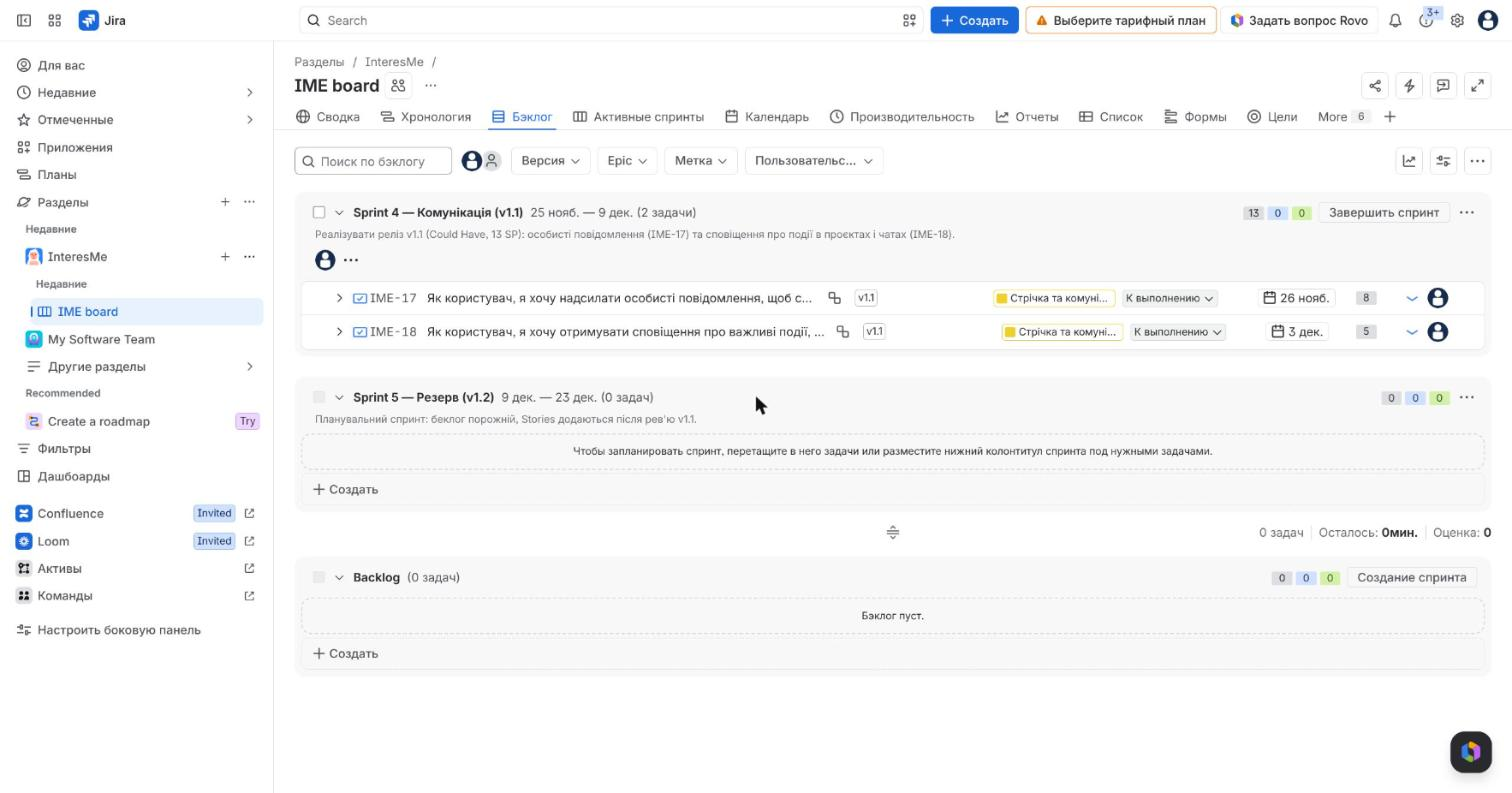 Jira
Search
Создать
Выберите тарифный план
Задать вопрос Rovo
3+
Для вас
Недавние
Отмеченные
Приложения
Планы
Разделы
Недавние
InteresMe
Недавние
IME board
My Software Team
Другие разделы
Recommended
Create a roadmap Try
Фильтры
Дашборды
Confluence Invited
Loom Invited
Активы
Команды
Настроить боковую панель
Разделы / InteresMe /
IME board
Сводка Хронология Бэклог Активные спринты Календарь Производительность Отчеты Список Формы Цели More 6
Поиск по бэклогу Версия Epic Метка Пользовательс...
Sprint 4 — Комунікація (v1.1) 25 нояб. — 9 дек. (2 задачи) 13 0 0 Завершить спринт
Реалізувати реліз v1.1 (Could Have, 13 SP): особисті повідомлення (IME-17) та сповіщення про події в проєктах і чатах (IME-18).
IME-17 Як користувач, я хочу надсилати особисті повідомлення, щоб с... v1.1 Стрічка та комуні... К выполнению 26 нояб. 8
IME-18 Як користувач, я хочу отримувати сповіщення про важливі події, ... v1.1 Стрічка та комуні... К выполнению 3 дек. 5
Sprint 5 — Резерв (v1.2) 9 дек. — 23 дек. (0 задач) 0 0 0
Планувальний спринт: беклог порожній, Stories додаються після рев'ю v1.1.
Чтобы запланировать спринт, перетащите в него задачи или разместите нижний колонтитул спринта под нужными задачами.
Создать
0 задач Осталось: 0мин. Оценка: 0
Backlog (0 задач) 0 0 0 Создание спринта
Бэклог пуст.
Создать